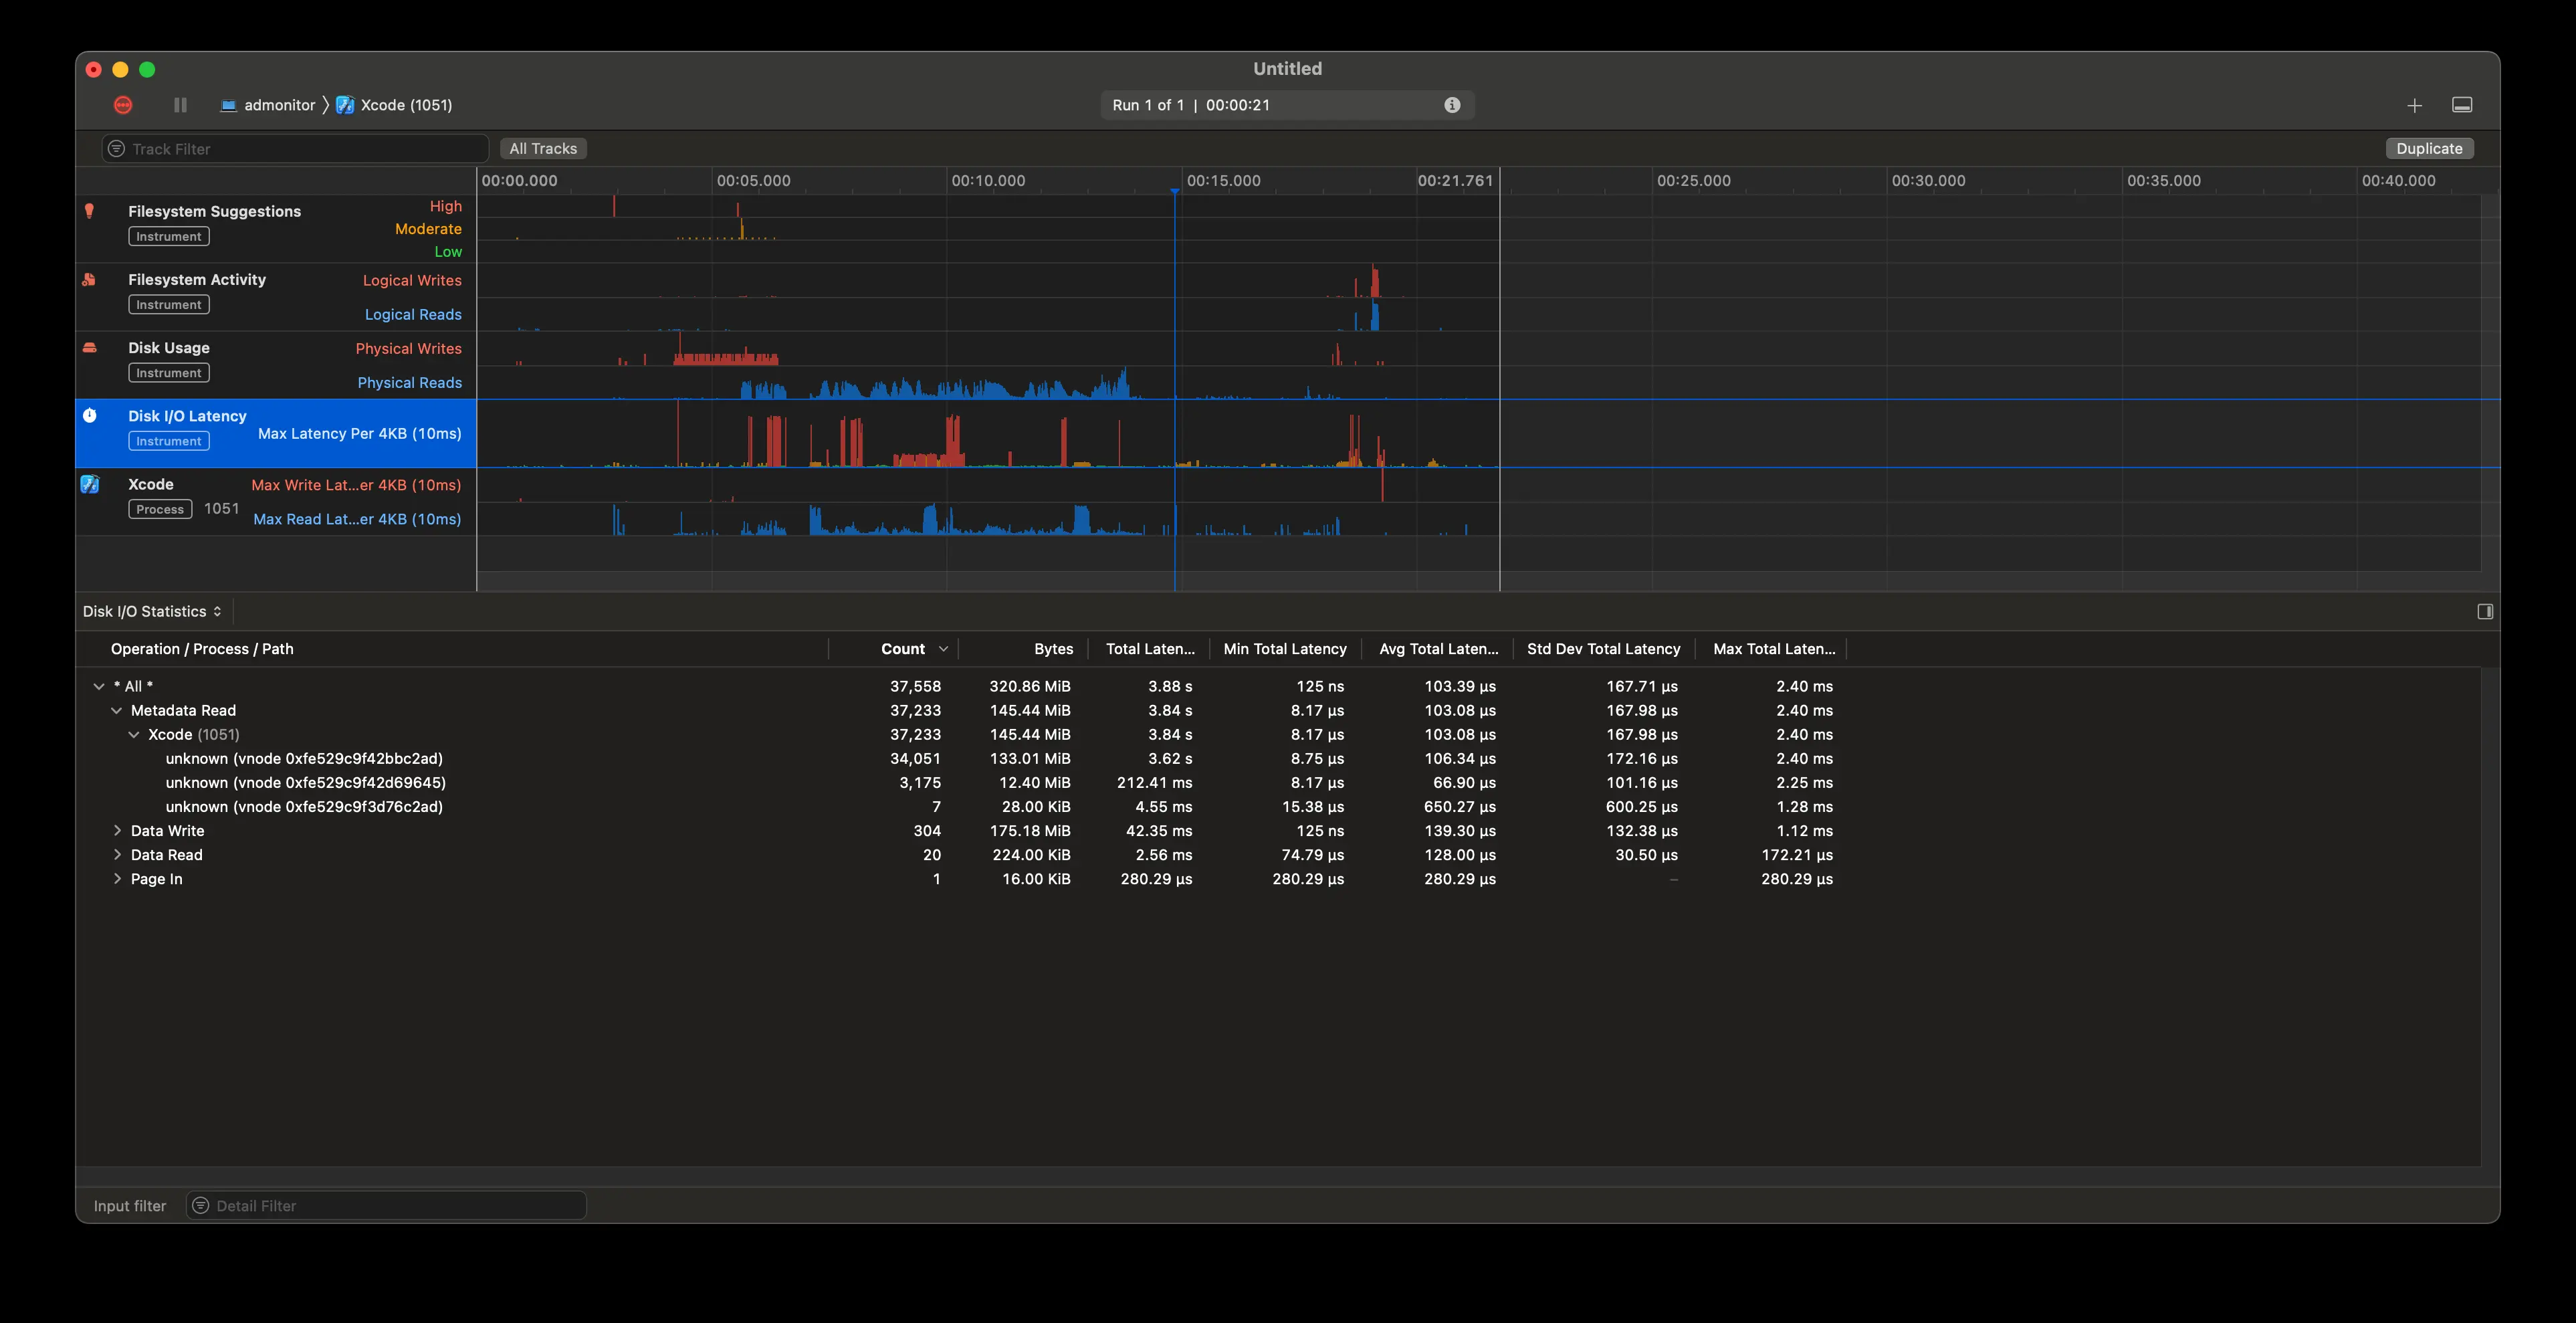 Untitled
admonitor 〉 Xcode (1051)
Run 1 of 1 | 00:00:21
Track Filter
All Tracks
Duplicate
00:00.000 00:05.000 00:10.000 00:15.000 00:21.761 00:25.000 00:30.000 00:35.000 00:40.000
Filesystem Suggestions
Instrument
High
Moderate
Low
Filesystem Activity
Instrument
Logical Writes
Logical Reads
Disk Usage
Instrument
Physical Writes
Physical Reads
Disk I/O Latency
Instrument
Max Latency Per 4KB (10ms)
Xcode
Process 1051
Max Write Lat...er 4KB (10ms)
Max Read Lat...er 4KB (10ms)
Disk I/O Statistics
Operation / Process / Path Count Bytes Total Laten... Min Total Latency Avg Total Laten... Std Dev Total Latency Max Total Laten...
* All * 37,558 320.86 MiB 3.88 s 125 ns 103.39 µs 167.71 µs 2.40 ms
Metadata Read 37,233 145.44 MiB 3.84 s 8.17 µs 103.08 µs 167.98 µs 2.40 ms
Xcode (1051) 37,233 145.44 MiB 3.84 s 8.17 µs 103.08 µs 167.98 µs 2.40 ms
unknown (vnode 0xfe529c9f42bbc2ad) 34,051 133.01 MiB 3.62 s 8.75 µs 106.34 µs 172.16 µs 2.40 ms
unknown (vnode 0xfe529c9f42d69645) 3,175 12.40 MiB 212.41 ms 8.17 µs 66.90 µs 101.16 µs 2.25 ms
unknown (vnode 0xfe529c9f3d76c2ad) 7 28.00 KiB 4.55 ms 15.38 µs 650.27 µs 600.25 µs 1.28 ms
Data Write 304 175.18 MiB 42.35 ms 125 ns 139.30 µs 132.38 µs 1.12 ms
Data Read 20 224.00 KiB 2.56 ms 74.79 µs 128.00 µs 30.50 µs 172.21 µs
Page In 1 16.00 KiB 280.29 µs 280.29 µs 280.29 µs – 280.29 µs
Input filter Detail Filter